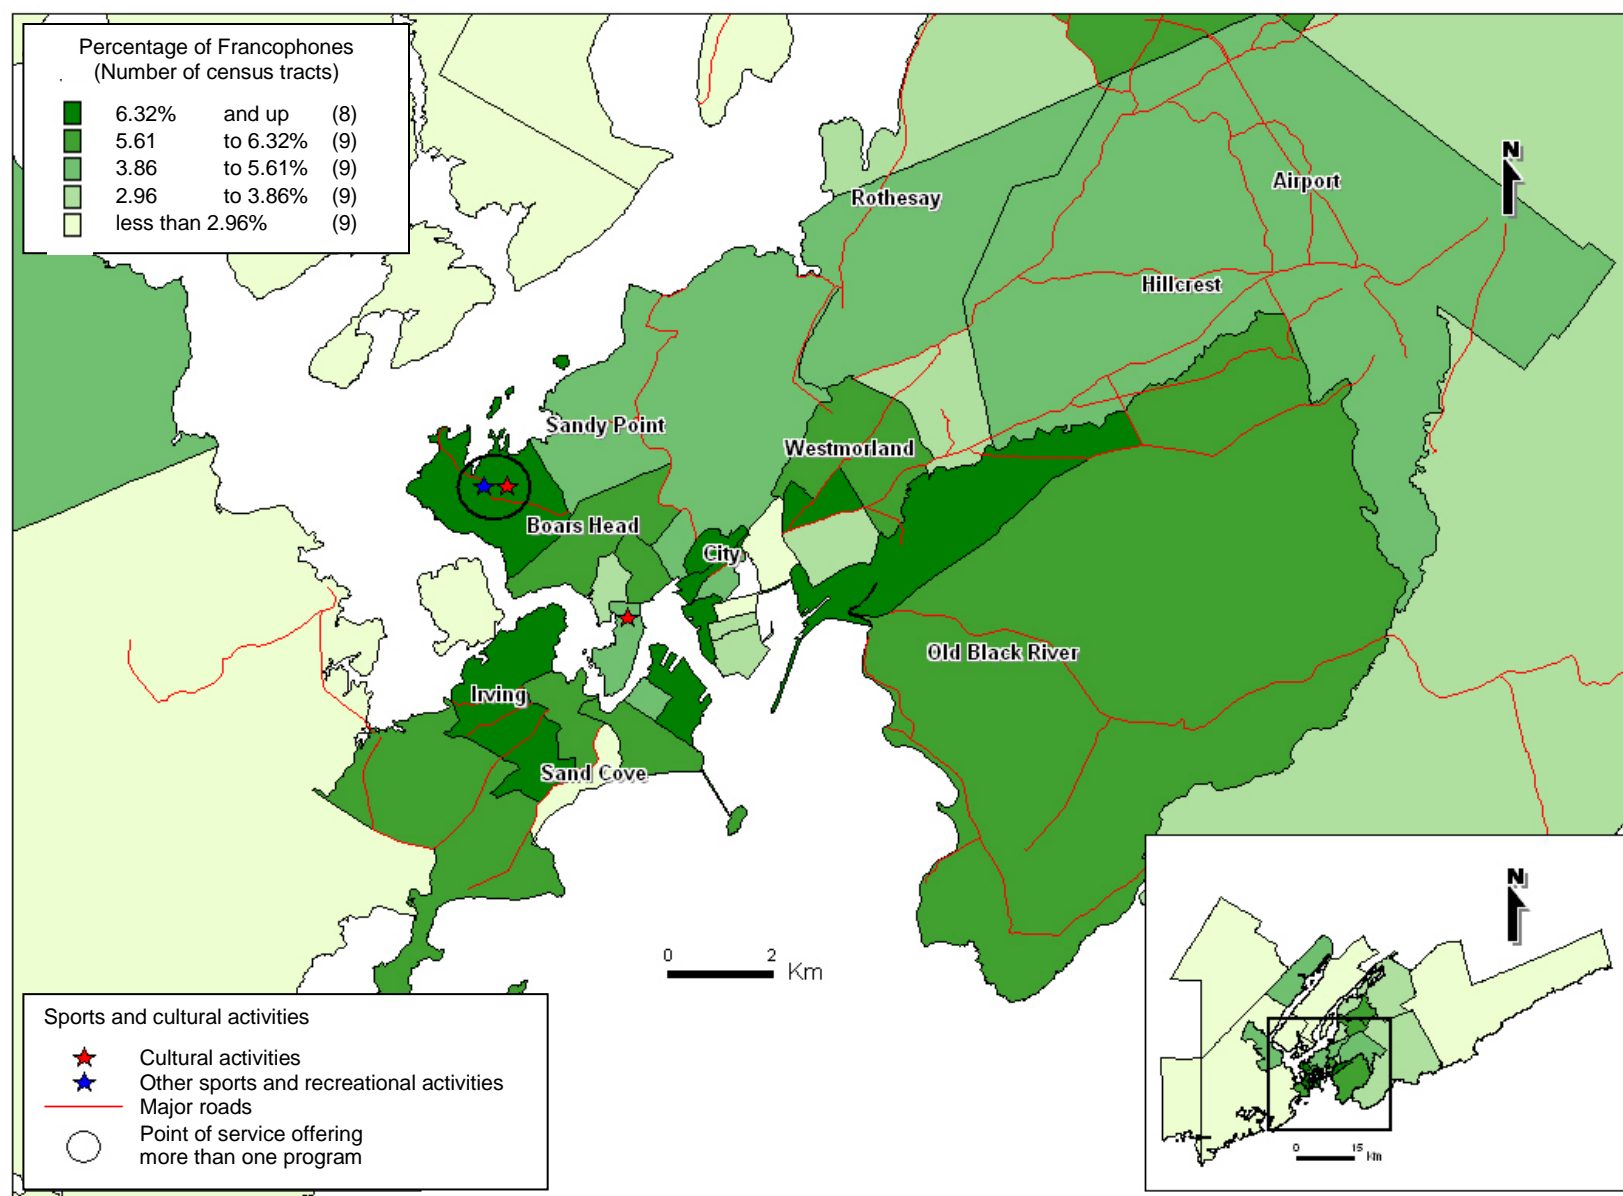 Percentage of Francophones
(Number of census tracts)
6.32% and up (8)
5.61 to 6.32% (9)
3.86 to 5.61% (9)
2.96 to 3.86% (9)
less than 2.96% (9)
N
Airport
Rothesay
Hillcrest
Sandy Point
Westmorland
Boars Head
City
Old Black River
Irving
Sand Cove
0 2 Km
Sports and cultural activities
Cultural activities
Other sports and recreational activities
Major roads
Point of service offering
more than one program
N
0 15 Km